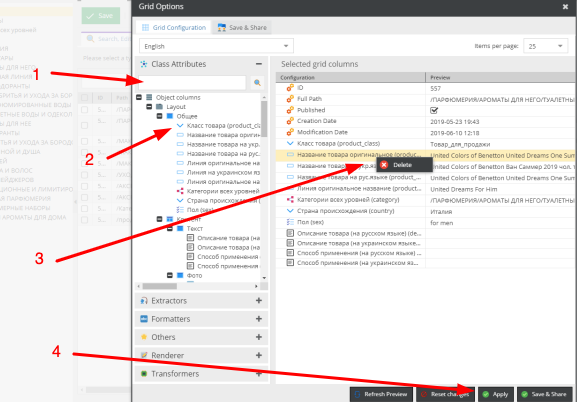 Grid Options
Save
Grid Configuration
Save & Share
English
Items per page:
25
1
Class Attributes
Object columns
Layout
Общее
Класс товара (product_cla
Название товара оригин
Название товара на укр.
Название товара на рус.
Линия оригинальное на
Линия на украинском яз
Линия оригинальное на
Категории всех уровней
Страна происхождения (
Пол (sex)
Контент
Текст
Описание товара (на
Описание товара (на
Способ применения
Способ применения
Фото
Extractors
Formatters
Others
Renderer
Transformers
2
3
4
Selected grid columns
Configuration
Preview
ID
557
Full Path
/ПАРФЮМЕРИЯ/АРОМАТЫ ДЛЯ НЕГО/ТУАЛЕТНЫ
Published
Creation Date
2019-05-23 19:43
Modification Date
2019-06-10 12:18
Класс товара (product_class)
Товар_для_продажи
Название товара оригинальное (produc...
United Colors of Benetton United Dreams One Sum
Delete
Название товара на укр.яз
United Colors of Benetton Ван Саммер 2019 чол. т
Название товара на рус.языке (product_...
United Colors of Benetton United Dreams One Sum
Линия оригинальное название (product...
United Dreams For Him
Категории всех уровней (category)
/ПАРФЮМЕРИЯ/АРОМАТЫ ДЛЯ НЕГО/ТУАЛЕТНЫ
Страна происхождения (country)
Италия
Пол (sex)
for men
Описание товара (на русском языке) (de...
Описание товара (на украинском языке...
Способ применения (на русском языке) ...
Способ применения (на украинском яз...
Refresh Preview
Reset changes
Apply
Save & Share